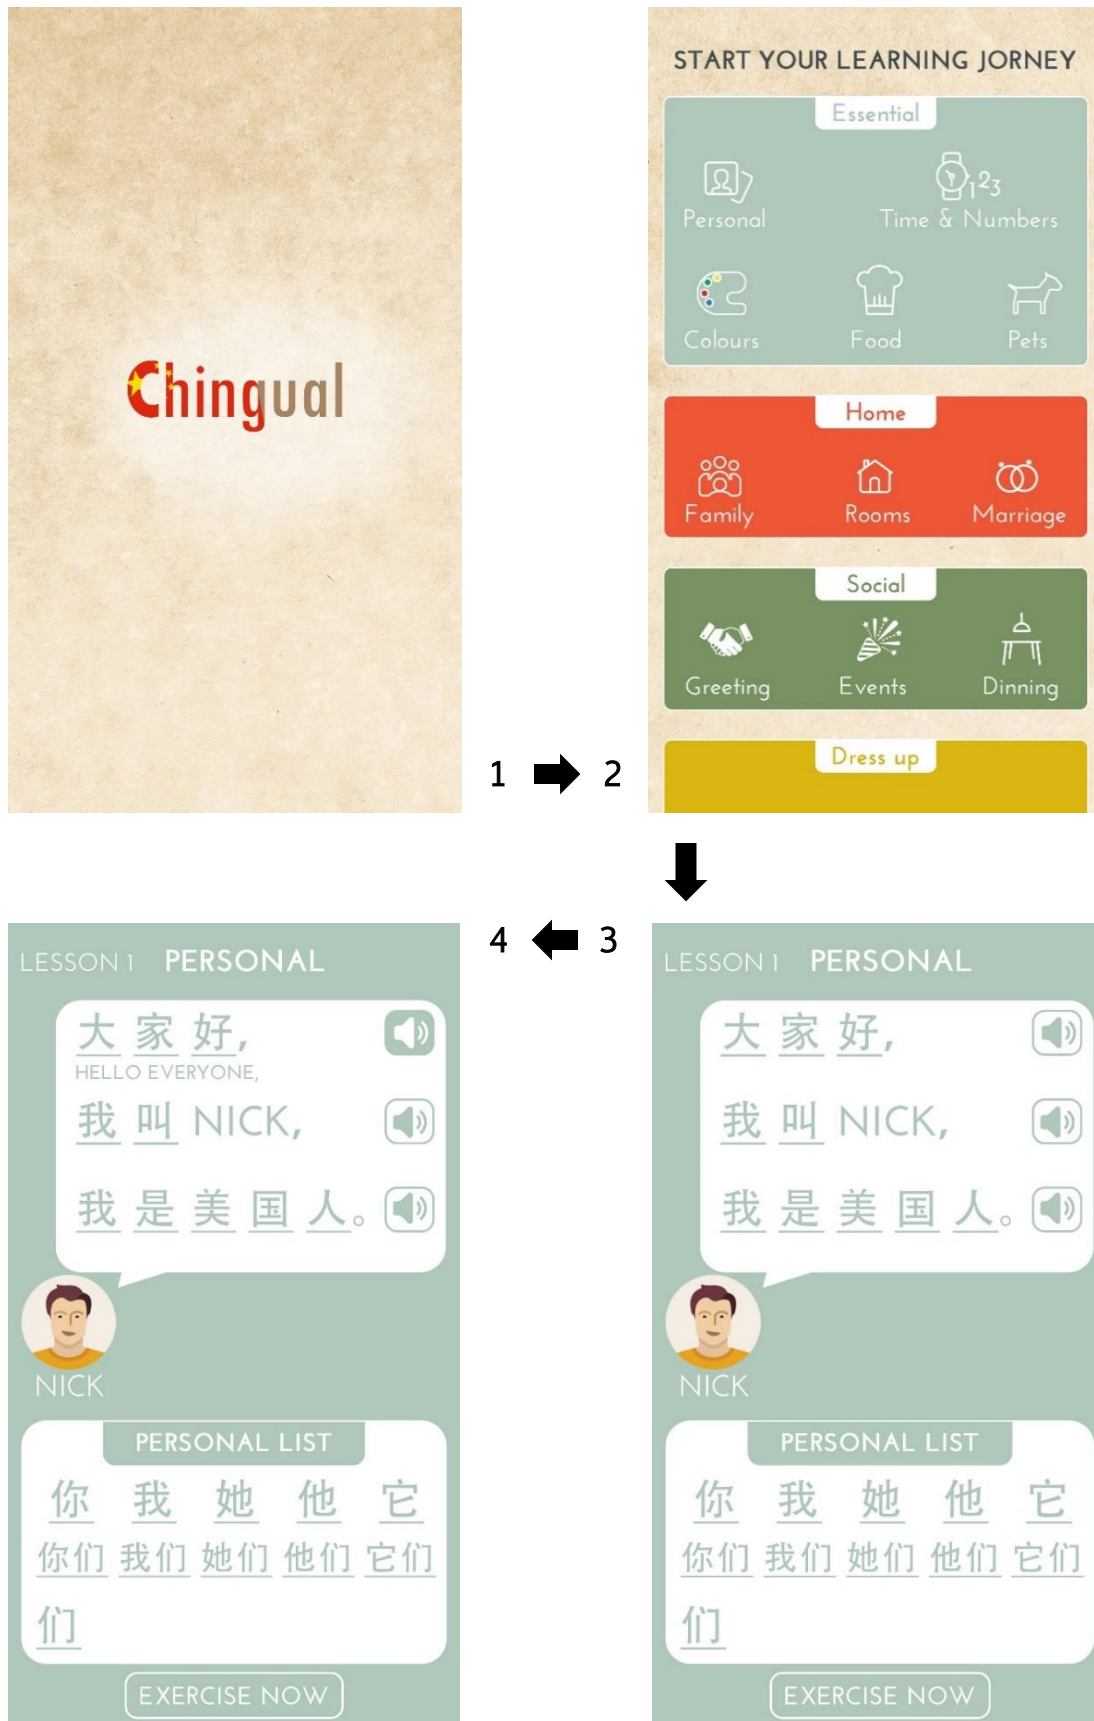 Chingual
START YOUR LEARNING JORNEY
Essential
Personal
Time & Numbers
123
Colours
Food
Pets
Home
Family
Rooms
Marriage
Social
Greeting
Events
Dinning
Dress up
1
2
3
4
LESSON 1 PERSONAL
大家好,
我叫 NICK,
我是美国人。
NICK
PERSONAL LIST
你 我 她 他 它
你们 我们 她们 他们 它们
们
EXERCISE NOW
LESSON 1 PERSONAL
大家好,
HELLO EVERYONE,
我叫 NICK,
我是美国人。
NICK
PERSONAL LIST
你 我 她 他 它
你们 我们 她们 他们 它们
们
EXERCISE NOW